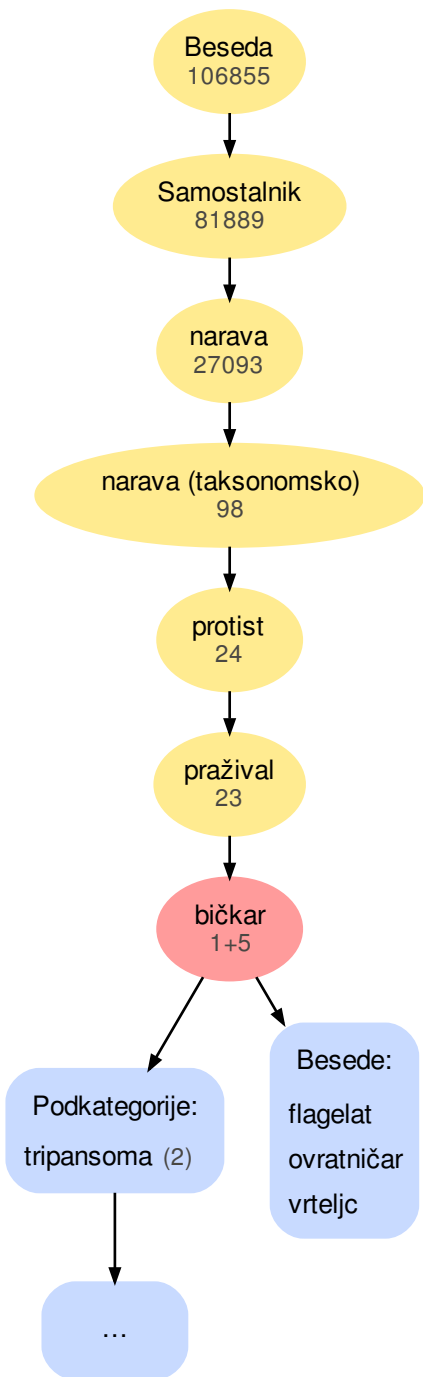 Beseda
106855
Samostalnik
81889
narava
27093
narava (taksonomsko)
98
protist
24
praživал
23
bičkar
1+5
Podkategorije:
tripansoma (2)
...
Besede:
flagelat
ovratničar
vrteljc